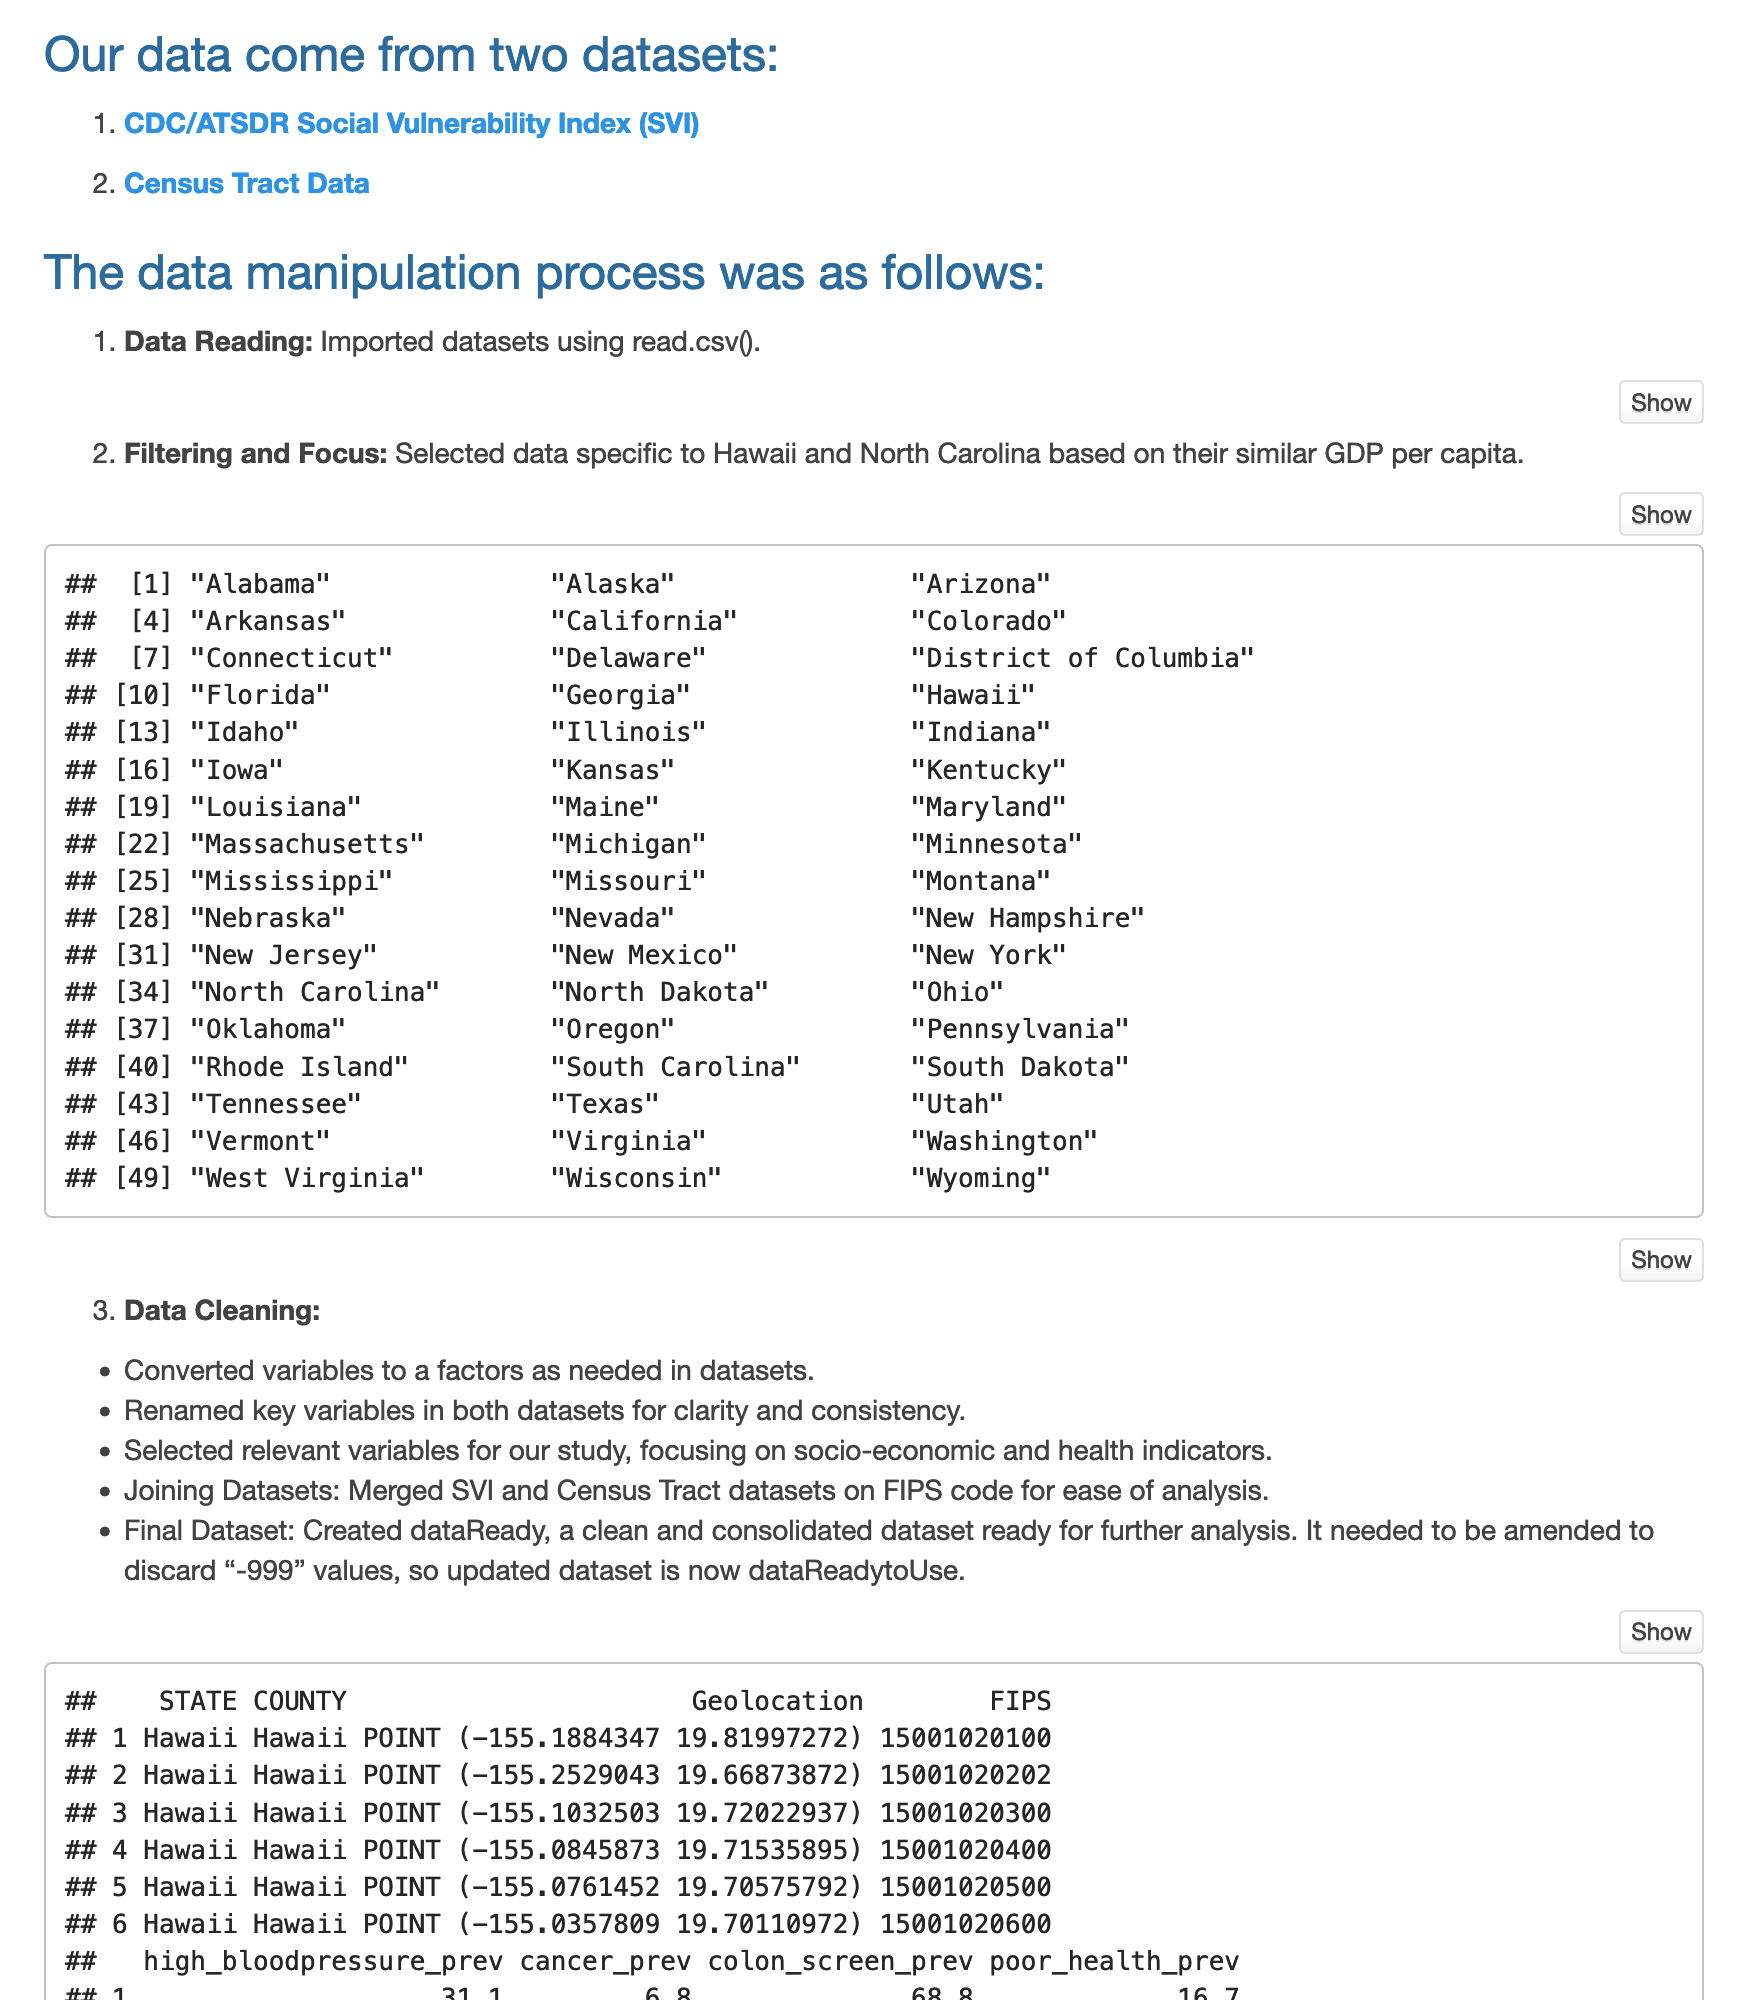 Our data come from two datasets:
1. CDC/ATSDR Social Vulnerability Index (SVI)
2. Census Tract Data
The data manipulation process was as follows:
1. Data Reading: Imported datasets using read.csv().
Show
2. Filtering and Focus: Selected data specific to Hawaii and North Carolina based on their similar GDP per capita.
Show
##  [1] "Alabama"              "Alaska"               "Arizona"
##  [4] "Arkansas"             "California"           "Colorado"
##  [7] "Connecticut"          "Delaware"             "District of Columbia"
## [10] "Florida"              "Georgia"              "Hawaii"
## [13] "Idaho"                "Illinois"             "Indiana"
## [16] "Iowa"                 "Kansas"               "Kentucky"
## [19] "Louisiana"            "Maine"                "Maryland"
## [22] "Massachusetts"        "Michigan"             "Minnesota"
## [25] "Mississippi"          "Missouri"             "Montana"
## [28] "Nebraska"             "Nevada"               "New Hampshire"
## [31] "New Jersey"           "New Mexico"           "New York"
## [34] "North Carolina"       "North Dakota"         "Ohio"
## [37] "Oklahoma"             "Oregon"               "Pennsylvania"
## [40] "Rhode Island"         "South Carolina"       "South Dakota"
## [43] "Tennessee"            "Texas"                "Utah"
## [46] "Vermont"              "Virginia"             "Washington"
## [49] "West Virginia"        "Wisconsin"            "Wyoming"
Show
3. Data Cleaning:
• Converted variables to a factors as needed in datasets.
• Renamed key variables in both datasets for clarity and consistency.
• Selected relevant variables for our study, focusing on socio-economic and health indicators.
• Joining Datasets: Merged SVI and Census Tract datasets on FIPS code for ease of analysis.
• Final Dataset: Created dataReady, a clean and consolidated dataset ready for further analysis. It needed to be amended to
discard “-999” values, so updated dataset is now dataReadytoUse.
Show
##    STATE COUNTY                      Geolocation        FIPS
## 1 Hawaii Hawaii POINT (-155.1884347 19.81997272) 15001020100
## 2 Hawaii Hawaii POINT (-155.2529043 19.66873872) 15001020202
## 3 Hawaii Hawaii POINT (-155.1032503 19.72022937) 15001020300
## 4 Hawaii Hawaii POINT (-155.0845873 19.71535895) 15001020400
## 5 Hawaii Hawaii POINT (-155.0761452 19.70575792) 15001020500
## 6 Hawaii Hawaii POINT (-155.0357809 19.70110972) 15001020600
##   high_bloodpressure_prev cancer_prev colon_screen_prev poor_health_prev
## 1                    31.1         6.8              68.8             16.7